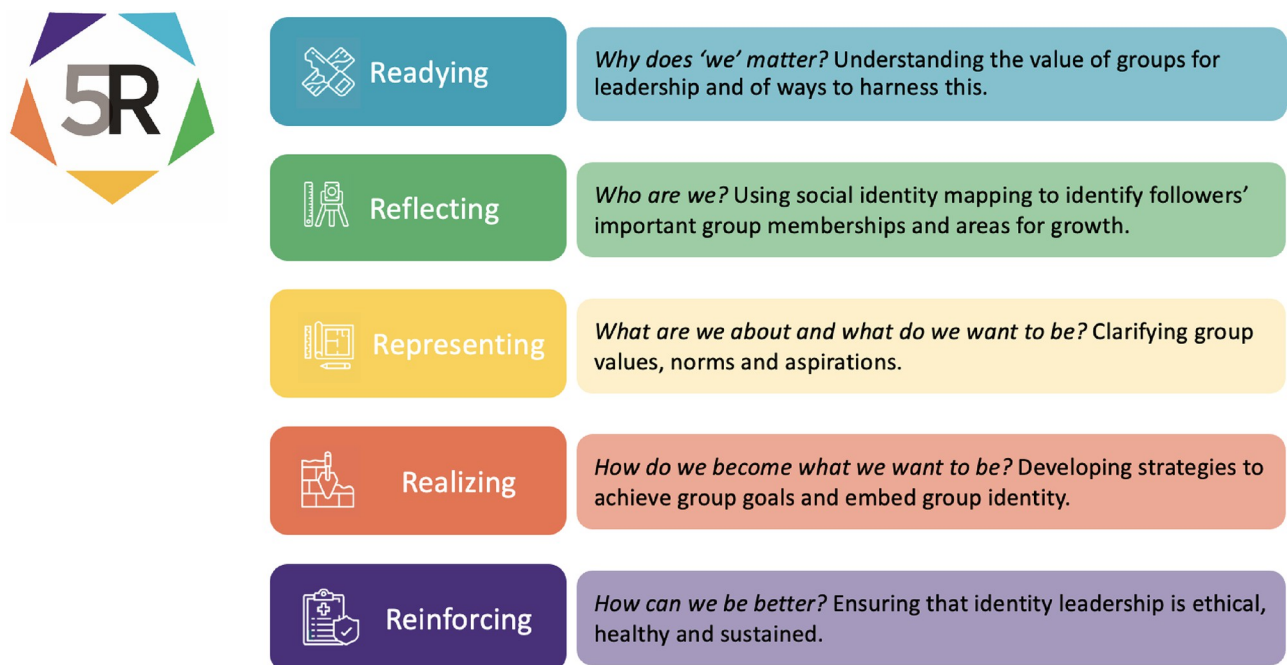 5R
Readying
Why does ‘we’ matter? Understanding the value of groups for
leadership and of ways to harness this.
Reflecting
Who are we? Using social identity mapping to identify followers’
important group memberships and areas for growth.
Representing
What are we about and what do we want to be? Clarifying group
values, norms and aspirations.
Realizing
How do we become what we want to be? Developing strategies to
achieve group goals and embed group identity.
Reinforcing
How can we be better? Ensuring that identity leadership is ethical,
healthy and sustained.